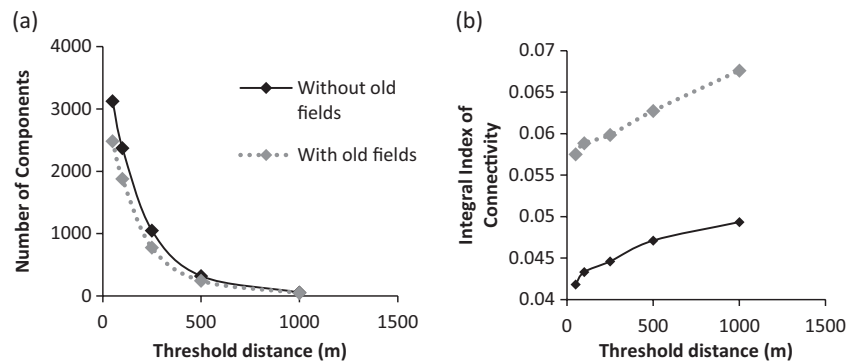 (a)
4000
3000
2000
1000
0
Number of Components
Without old
fields
With old fields
0 500 1000 1500
Threshold distance (m)
(b)
0.07
0.065
0.06
0.055
0.05
0.045
0.04
Integral Index of
Connectivity
0 500 1000 1500
Threshold distance (m)